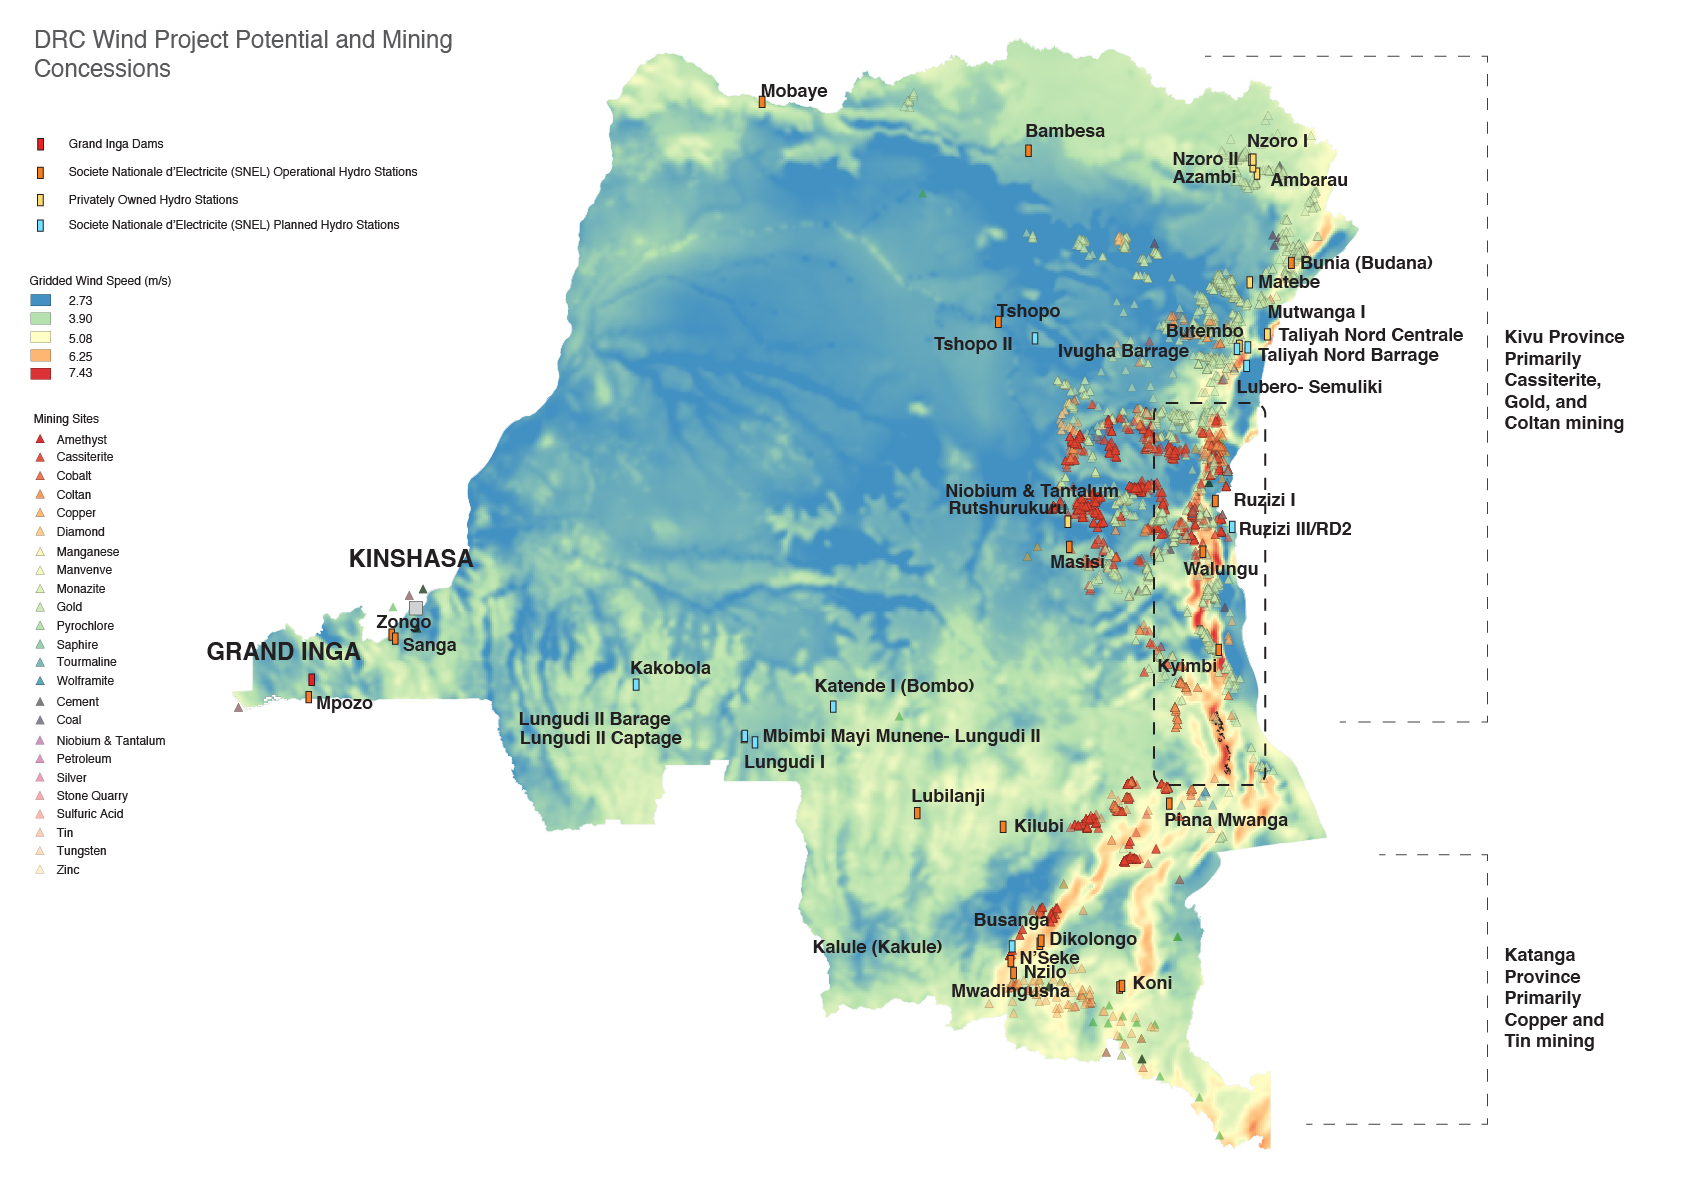 DRC Wind Project Potential and Mining
Concessions
Grand Inga Dams
Societe Nationale d'Electricite (SNEL) Operational Hydro Stations
Privately Owned Hydro Stations
Societe Nationale d'Electricite (SNEL) Planned Hydro Stations
Gridded Wind Speed (m/s)
2.73
3.90
5.08
6.25
7.43
Mining Sites
Amethyst
Cassiterite
Cobalt
Coltan
Copper
Diamond
Manganese
Manvenve
Monazite
Gold
Pyrochlore
Saphire
Tourmaline
Wolframite
Cement
Coal
Niobium & Tantalum
Petroleum
Silver
Stone Quarry
Sulfuric Acid
Tin
Tungsten
Zinc
Mobaye
Bambesa
Nzoro I
Nzoro II
Azambi
Ambarau
Bunia (Budana)
Matebe
Mutwanga I
Tshopo
Tshopo II
Butembo
Taliyah Nord Centrale
Ivugha Barrage
Taliyah Nord Barrage
Lubero- Semuliki
Niobium & Tantalum
Rutshurukuru
Ruzizi I
Ruzizi III/RD2
Masisi
Walungu
KINSHASA
Zongo
Sanga
GRAND INGA
Mpozo
Kyimbi
Kakobola
Katende I (Bombo)
Lungudi II Barage
Lungudi II Captage
Mbimbi Mayi Munene- Lungudi II
Lungudi I
Lubilanji
Kilubi
Piana Mwanga
Busanga
Dikolongo
Kalule (Kakule)
N'Seke
Nzilo
Mwadingusha
Koni
Kivu Province
Primarily
Cassiterite,
Gold, and
Coltan mining
Katanga
Province
Primarily
Copper and
Tin mining